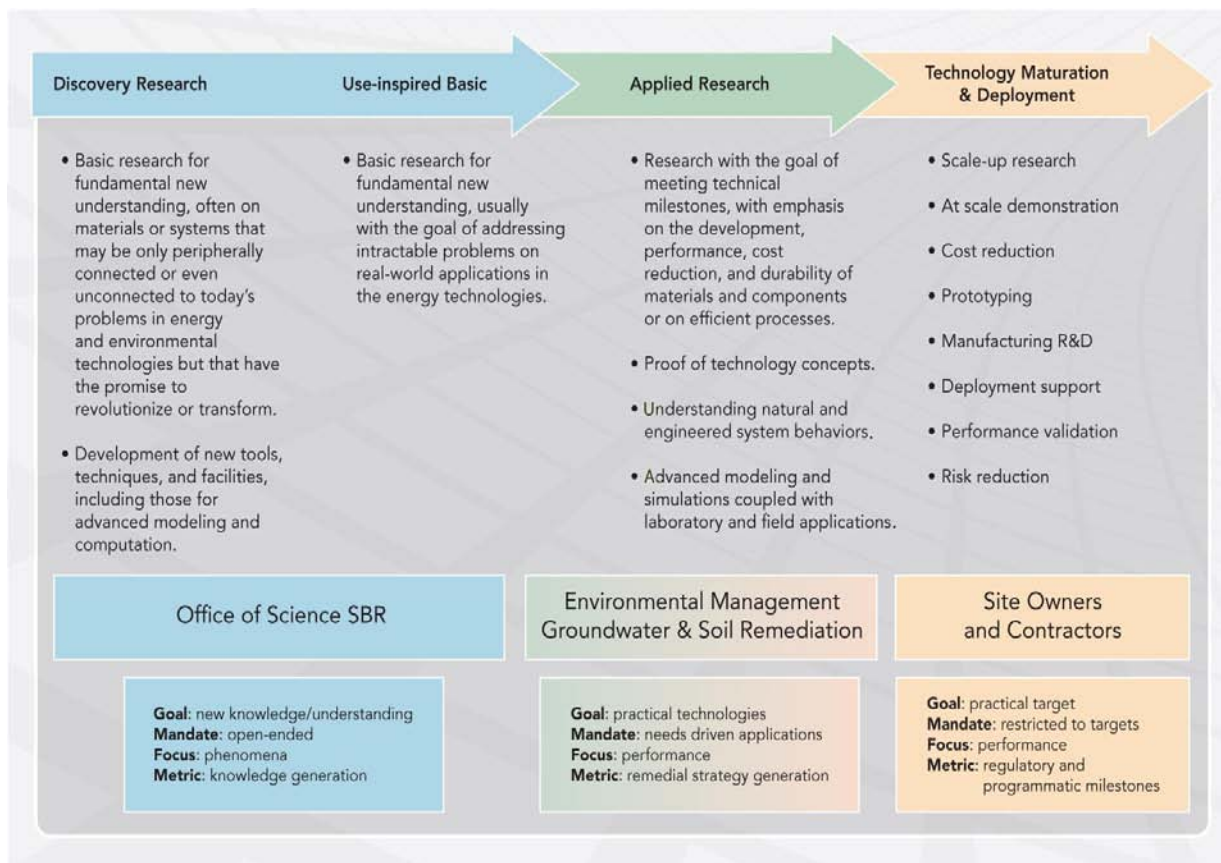 Discovery Research
Use-inspired Basic
Applied Research
Technology Maturation
& Deployment
• Basic research for
fundamental new
understanding, often on
materials or systems that
may be only peripherally
connected or even
unconnected to today's
problems in energy
and environmental
technologies but that have
the promise to
revolutionize or transform.
• Development of new tools,
techniques, and facilities,
including those for
advanced modeling and
computation.
• Basic research for
fundamental new
understanding, usually
with the goal of addressing
intractable problems on
real-world applications in
the energy technologies.
• Research with the goal of
meeting technical
milestones, with emphasis
on the development,
performance, cost
reduction, and durability of
materials and components
or on efficient processes.
• Proof of technology concepts.
• Understanding natural and
engineered system behaviors.
• Advanced modeling and
simulations coupled with
laboratory and field applications.
• Scale-up research
• At scale demonstration
• Cost reduction
• Prototyping
• Manufacturing R&D
• Deployment support
• Performance validation
• Risk reduction
Office of Science SBR
Environmental Management
Groundwater & Soil Remediation
Site Owners
and Contractors
Goal: new knowledge/understanding
Mandate: open-ended
Focus: phenomena
Metric: knowledge generation
Goal: practical technologies
Mandate: needs driven applications
Focus: performance
Metric: remedial strategy generation
Goal: practical target
Mandate: restricted to targets
Focus: performance
Metric: regulatory and
programmatic milestones